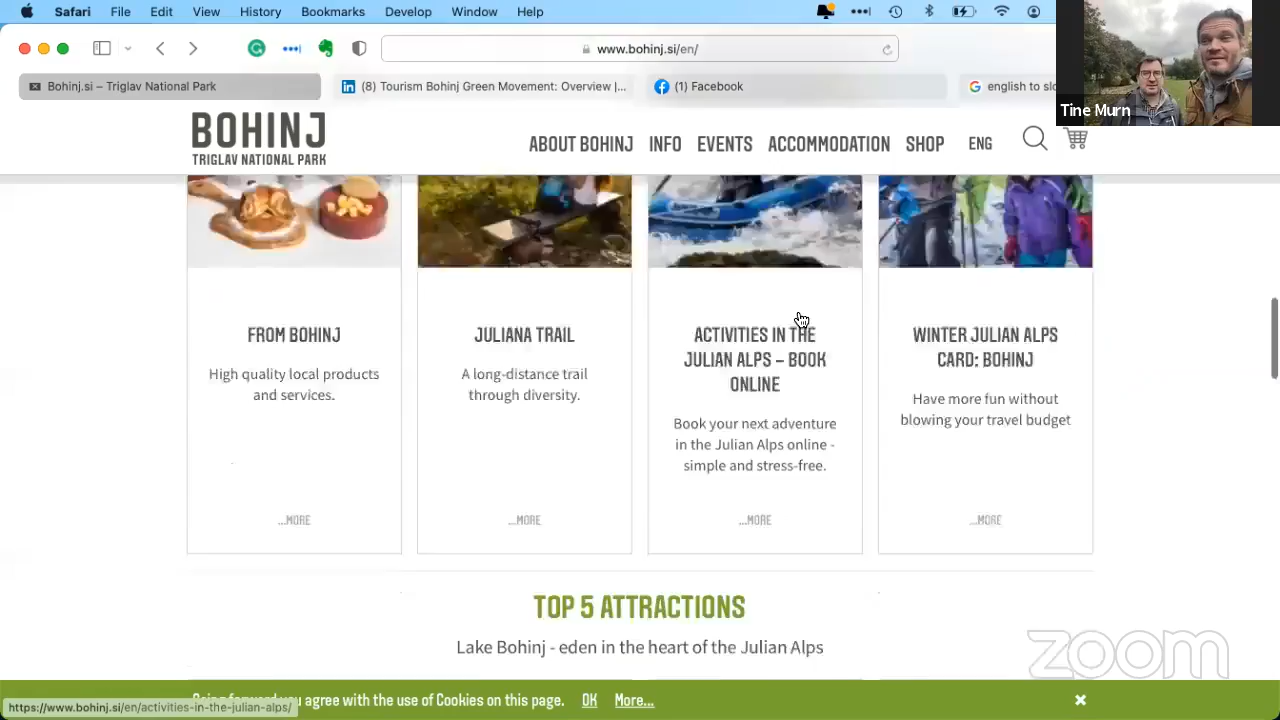 Safari File Edit View History Bookmarks Develop Window Help
www.bohinj.si/en/
Bohinj.si – Triglav National Park
(8) Tourism Bohinj Green Movement: Overview |...
(1) Facebook
english to slo
Tine Murn
BOHINJ
TRIGLAV NATIONAL PARK
ABOUT BOHINJ INFO EVENTS ACCOMMODATION SHOP ENG
FROM BOHINJ
High quality local products
and services.
...MORE
JULIANA TRAIL
A long-distance trail
through diversity.
...MORE
ACTIVITIES IN THE
JULIAN ALPS – BOOK
ONLINE
Book your next adventure
in the Julian Alps online -
simple and stress-free.
...MORE
WINTER JULIAN ALPS
CARD: BOHINJ
Have more fun without
blowing your travel budget
...MORE
TOP 5 ATTRACTIONS
Lake Bohinj - eden in the heart of the Julian Alps
zoom
agree with the use of Cookies on this page. OK More...
https://www.bohinj.si/en/activities-in-the-julian-alps/